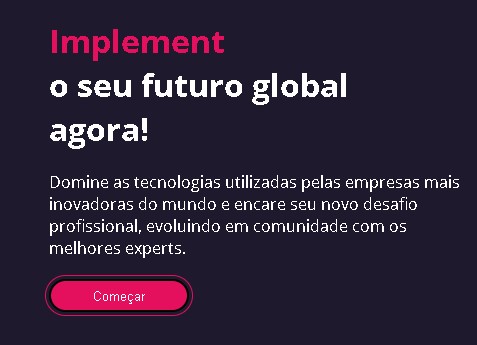 Implement
o seu futuro global
agora!
Domine as tecnologias utilizadas pelas empresas mais
inovadoras do mundo e encare seu novo desafio
profissional, evoluindo em comunidade com os
melhores experts.
Começar